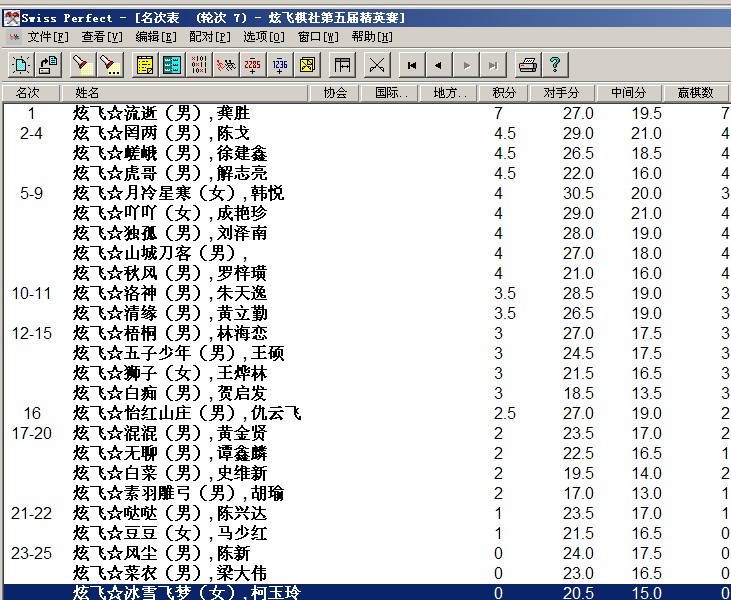 Swiss Perfect - [名次表 (轮次 7) - 炫飞棋社第五届精英赛]
文件[F] 查看[V] 编辑[E] 配对[P] 选项[O] 窗口[W] 帮助[H]
名次 姓名 协会 国际.. 地方.. 积分 对手分 中间分 赢棋数
1 炫飞☆流逝（男）,龚胜 7 27.0 19.5 7
2-4 炫飞☆罔两（男）,陈戈 4.5 29.0 21.0 4
炫飞☆嵯峨（男）,徐建鑫 4.5 26.5 18.5 4
炫飞☆虎哥（男）,解志亮 4.5 22.0 16.0 4
5-9 炫飞☆月冷星寒（女）,韩悦 4 30.5 20.0 3
炫飞☆吖吖（女）,成艳珍 4 29.0 21.0 4
炫飞☆独孤（男）,刘泽南 4 28.0 19.0 4
炫飞☆山城刀客（男）, 4 27.0 18.0 4
炫飞☆秋风（男）,罗梓璜 4 21.0 16.0 4
10-11 炫飞☆洛神（男）,朱天逸 3.5 28.5 19.0 3
炫飞☆清缘（男）,黄立勤 3.5 26.5 19.0 3
12-15 炫飞☆梧桐（男）,林海恋 3 27.0 17.5 3
炫飞☆五子少年（男）,王硕 3 24.5 17.5 3
炫飞☆狮子（女）,王烨林 3 21.5 16.5 3
炫飞☆白痴（男）,贺启发 3 18.5 13.5 3
16 炫飞☆怡红山庄（男）,仇云飞 2.5 27.0 19.0 2
17-20 炫飞☆混混（男）,黄金贤 2 23.5 17.0 2
炫飞☆无聊（男）,谭鑫麟 2 22.5 16.5 1
炫飞☆白菜（男）,史维新 2 19.5 14.0 2
炫飞☆素羽雕弓（男）,胡瑜 2 17.0 13.0 1
21-22 炫飞☆哒哒（男）,陈兴达 1 23.5 17.0 1
炫飞☆豆豆（女）,马少红 1 21.5 16.5 0
23-25 炫飞☆风尘（男）,陈新 0 24.0 17.5 0
炫飞☆菜农（男）,梁大伟 0 23.0 16.5 0
炫飞☆冰雪飞梦（女）,柯玉玲 0 20.5 15.0 0